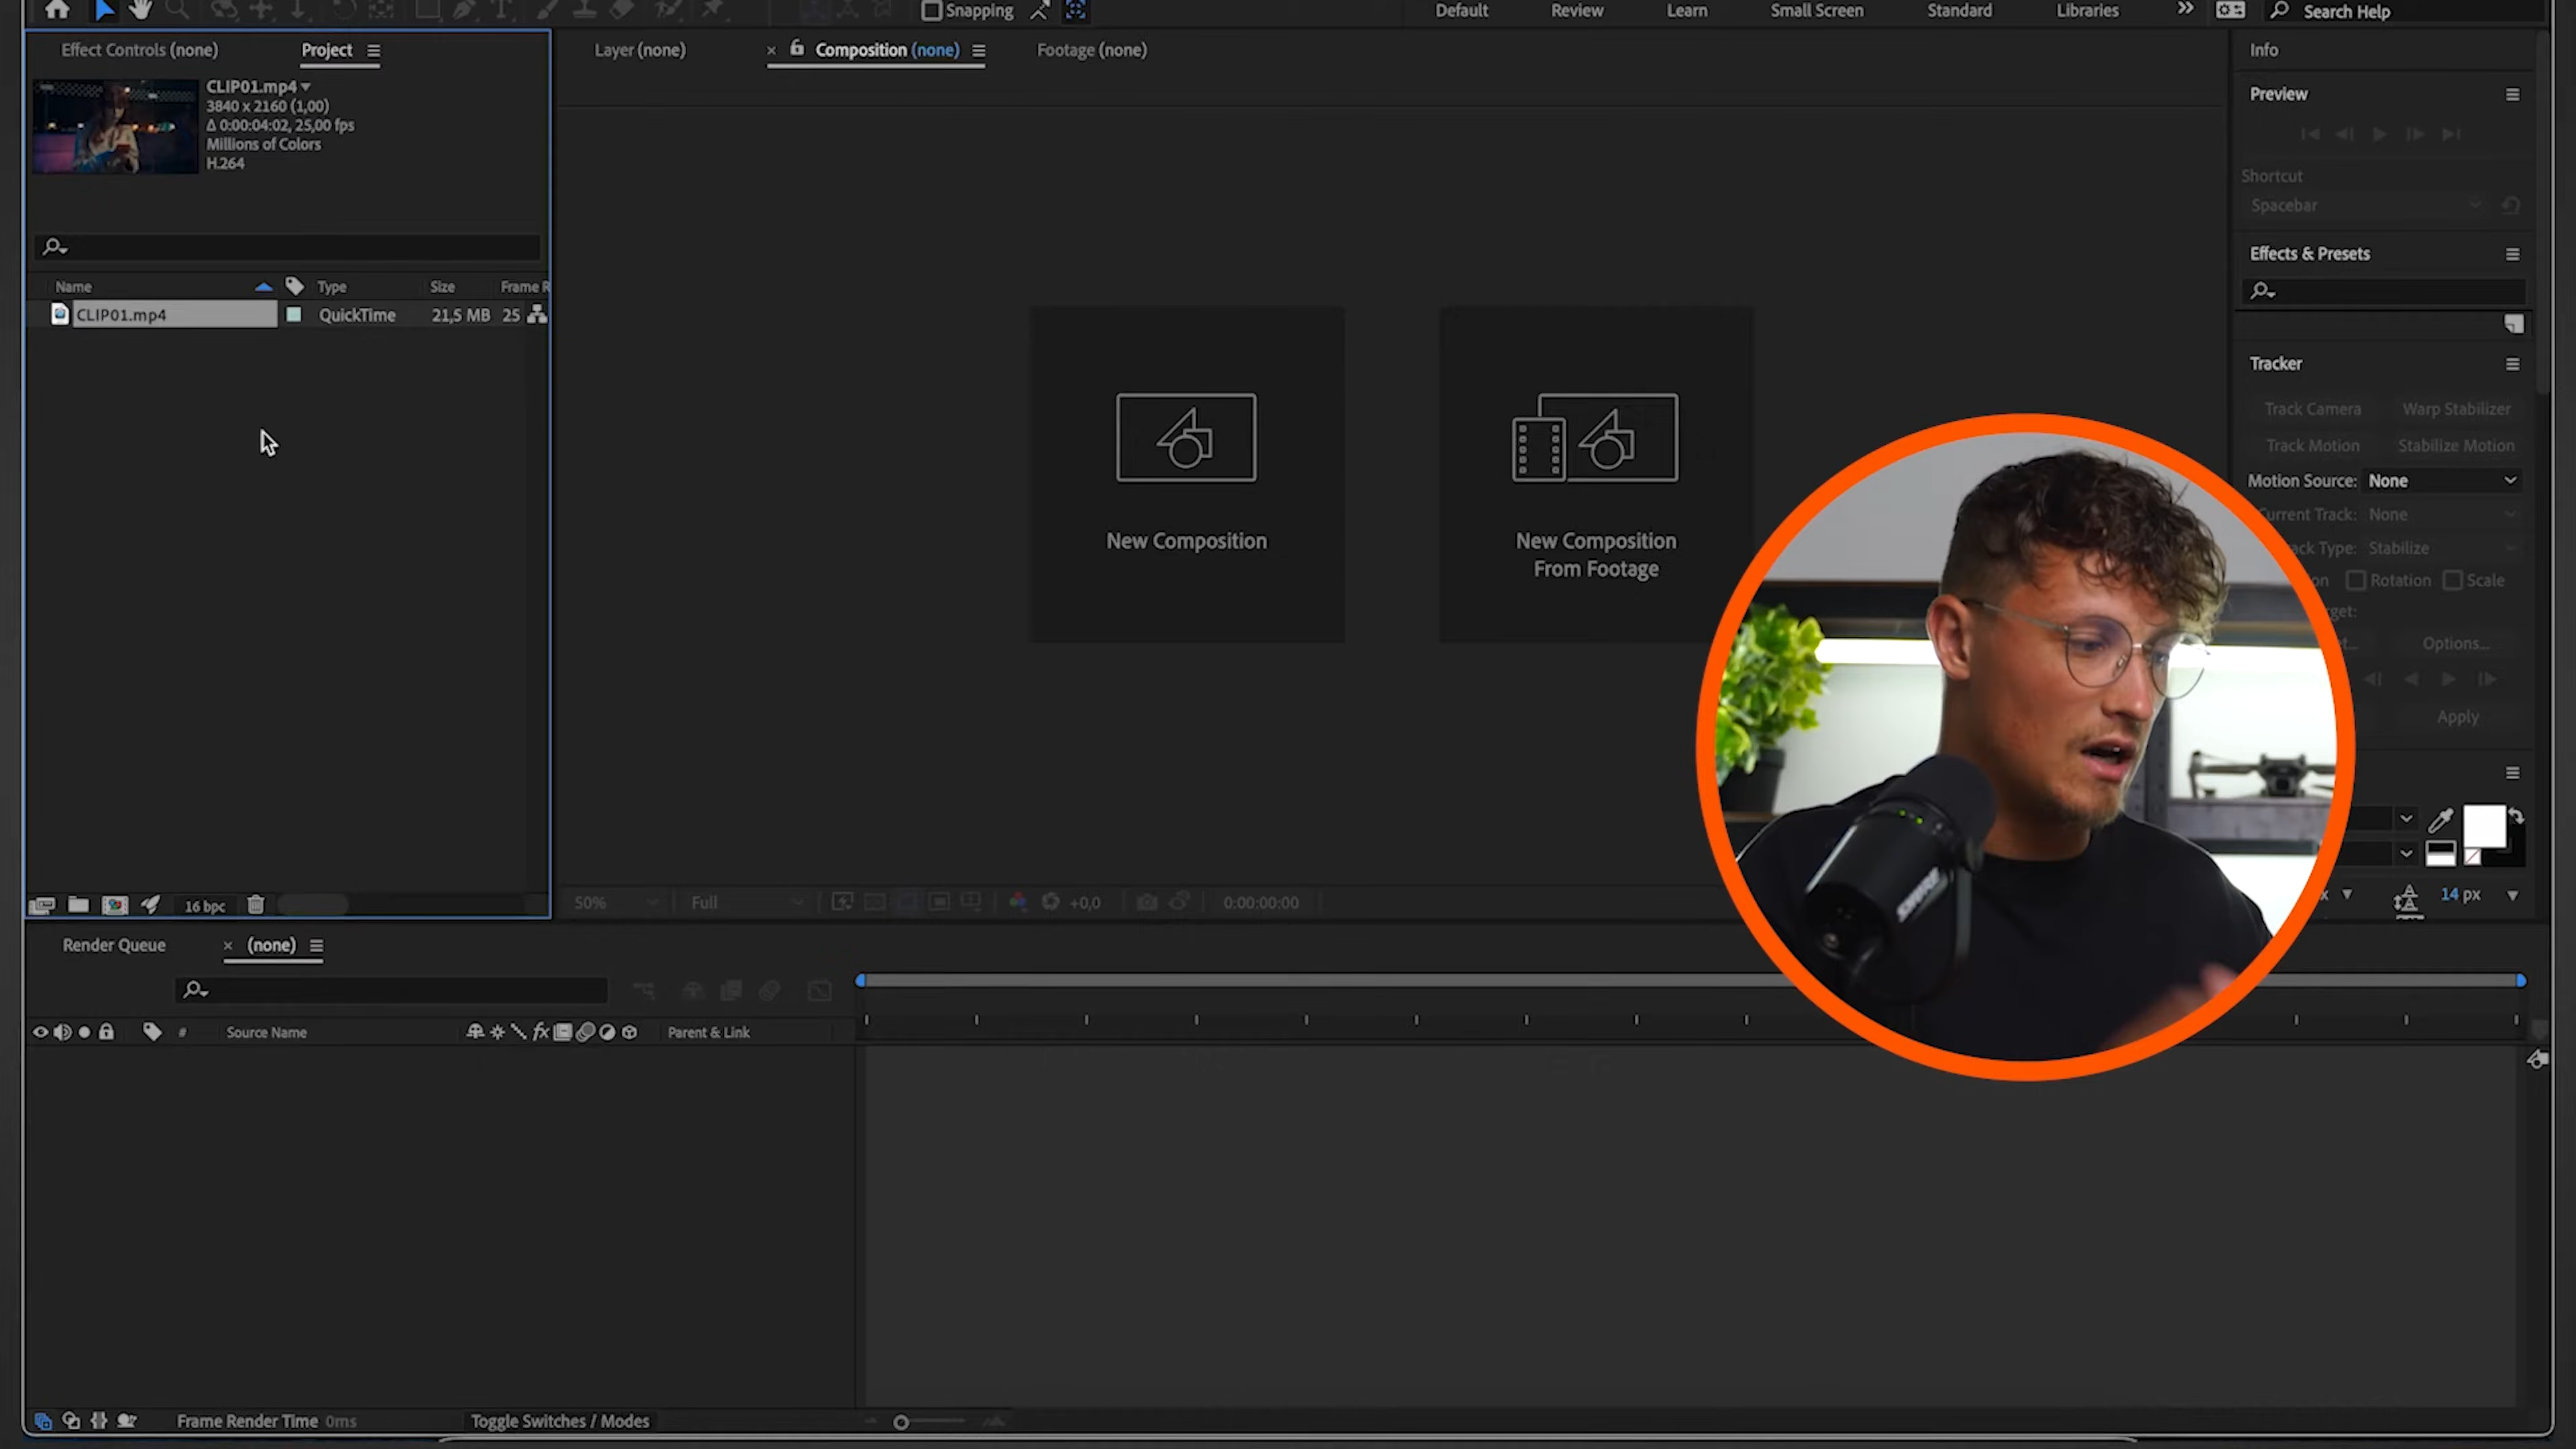 Snapping
Default
Review
Learn
Small Screen
Standard
Libraries
Search Help
Effect Controls (none)
Project
CLIP01.mp4
3840 x 2160 (1,00)
Δ 0:00:04:02, 25,00 fps
Millions of Colors
H.264
Name
Type
Size
Frame R
CLIP01.mp4
QuickTime
21,5 MB
25
16 bpc
Layer (none)
Composition (none)
Footage (none)
New Composition
New Composition
From Footage
50%
Full
+0,0
0:00:00:00
Info
Preview
Shortcut
Spacebar
Effects & Presets
Tracker
Track Camera
Warp Stabilizer
Track Motion
Stabilize Motion
Motion Source: None
Current Track: None
Type: Stabilize
Rotation
Scale
Options...
Apply
14 px
SHURE
Render Queue
(none)
#
Source Name
Parent & Link
Frame Render Time 0ms
Toggle Switches / Modes